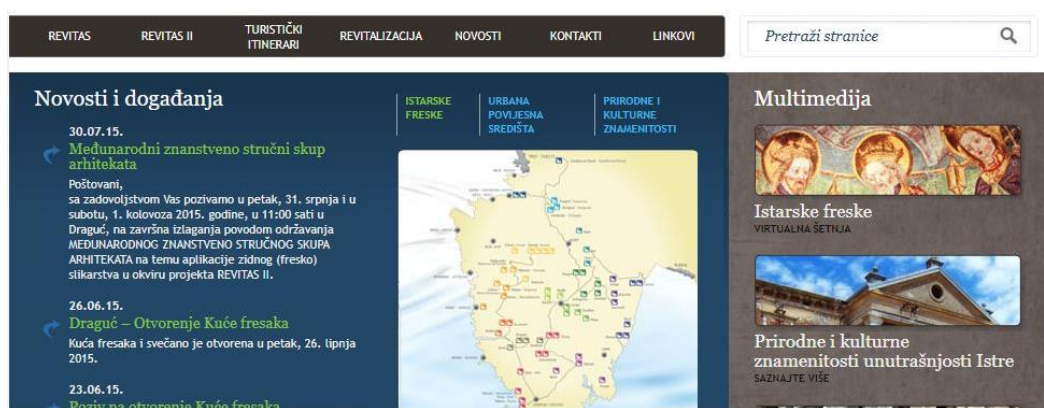 REVITAS
REVITAS II
TURISTIČKI
ITINERARI
REVITALIZACIJA
NOVOSTI
KONTAKTI
LINKOVI
Pretraži stranice
Novosti i događanja
30.07.15.
Međunarodni znanstveno stručni skup
arhitekata
Poštovani,
sa zadovoljstvom Vas pozivamo u petak, 31. srpnja i u
subotu, 1. kolovoza 2015. godine, u 11:00 sati u
Draguć, na završna izlaganja povodom održavanja
MEĐUNARODNOG ZNANSTVENO STRUČNOG SKUPA
ARHITEKATA na temu aplikacije zidnog (fresko)
slikarstva u okviru projekta REVITAS II.
26.06.15.
Draguć – Otvorenje Kuće fresaka
Kuća fresaka i svečano je otvorena u petak, 26. lipnja
2015.
23.06.15.
Poziv na otvorenje Kuće fresaka
ISTARSKE
FRESKE
URBANA
POVIJESNA
SREDIŠTA
PRIRODNE I
KULTURNE
ZNAMENITOSTI
Multimedija
Istarske freske
VIRTUALNA ŠETNJA
Prirodne i kulturne
znamenitosti unutrašnjosti Istre
SAZNAJTE VIŠE